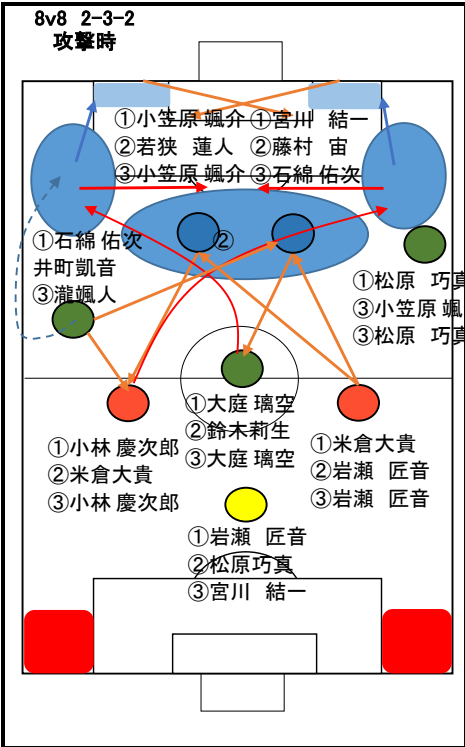 8v8 2-3-2
攻撃時
①小笠原 颯介
②若狭 蓮人
③小笠原 颯介
①宮川 結一
②藤村 宙
③石綿 佑次
②
①石綿 佑次
井町凱音
③瀧颯人
①松原 巧真
③小笠原 颯
③松原 巧真
①大庭 璃空
②鈴木莉生
③大庭 璃空
①小林 慶次郎
②米倉大貴
③小林 慶次郎
①米倉大貴
②岩瀬 匠音
③岩瀬 匠音
①岩瀬 匠音
②松原巧真
③宮川 結一